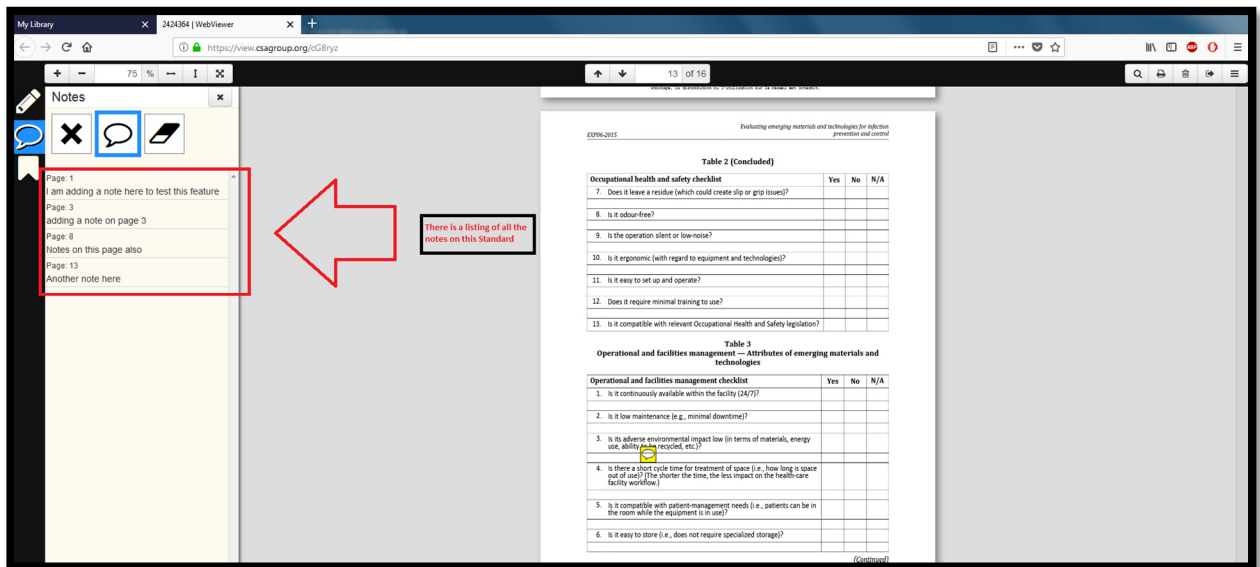 My Library
2424364 | WebViewer
https://view.csagroup.org/cG8ryz
75 %
13 of 16
Notes
stockage, la distribution ou l'utilisation sur le réseau est interdit.
Page: 1
I am adding a note here to test this feature
Page: 3
adding a note on page 3
Page: 8
Notes on this page also
Page: 13
Another note here
There is a listing of all the
notes on this Standard
EXP06-2015
Evaluating emerging materials and technologies for infection
prevention and control
Table 2 (Concluded)
Occupational health and safety checklist Yes No N/A
7. Does it leave a residue (which could create slip or grip issues)?
8. Is it odour-free?
9. Is the operation silent or low-noise?
10. Is it ergonomic (with regard to equipment and technologies)?
11. Is it easy to set up and operate?
12. Does it require minimal training to use?
13. Is it compatible with relevant Occupational Health and Safety legislation?
Table 3
Operational and facilities management — Attributes of emerging materials and
technologies
Operational and facilities management checklist Yes No N/A
1. Is it continuously available within the facility (24/7)?
2. Is it low maintenance (e.g., minimal downtime)?
3. Is its adverse environmental impact low (in terms of materials, energy
use, ability to be recycled, etc.)?
4. Is there a short cycle time for treatment of space (i.e., how long is space
out of use)? (The shorter the time, the less impact on the health-care
facility workflow.)
5. Is it compatible with patient-management needs (i.e., patients can be in
the room while the equipment is in use)?
6. Is it easy to store (i.e., does not require specialized storage)?
(Continued)